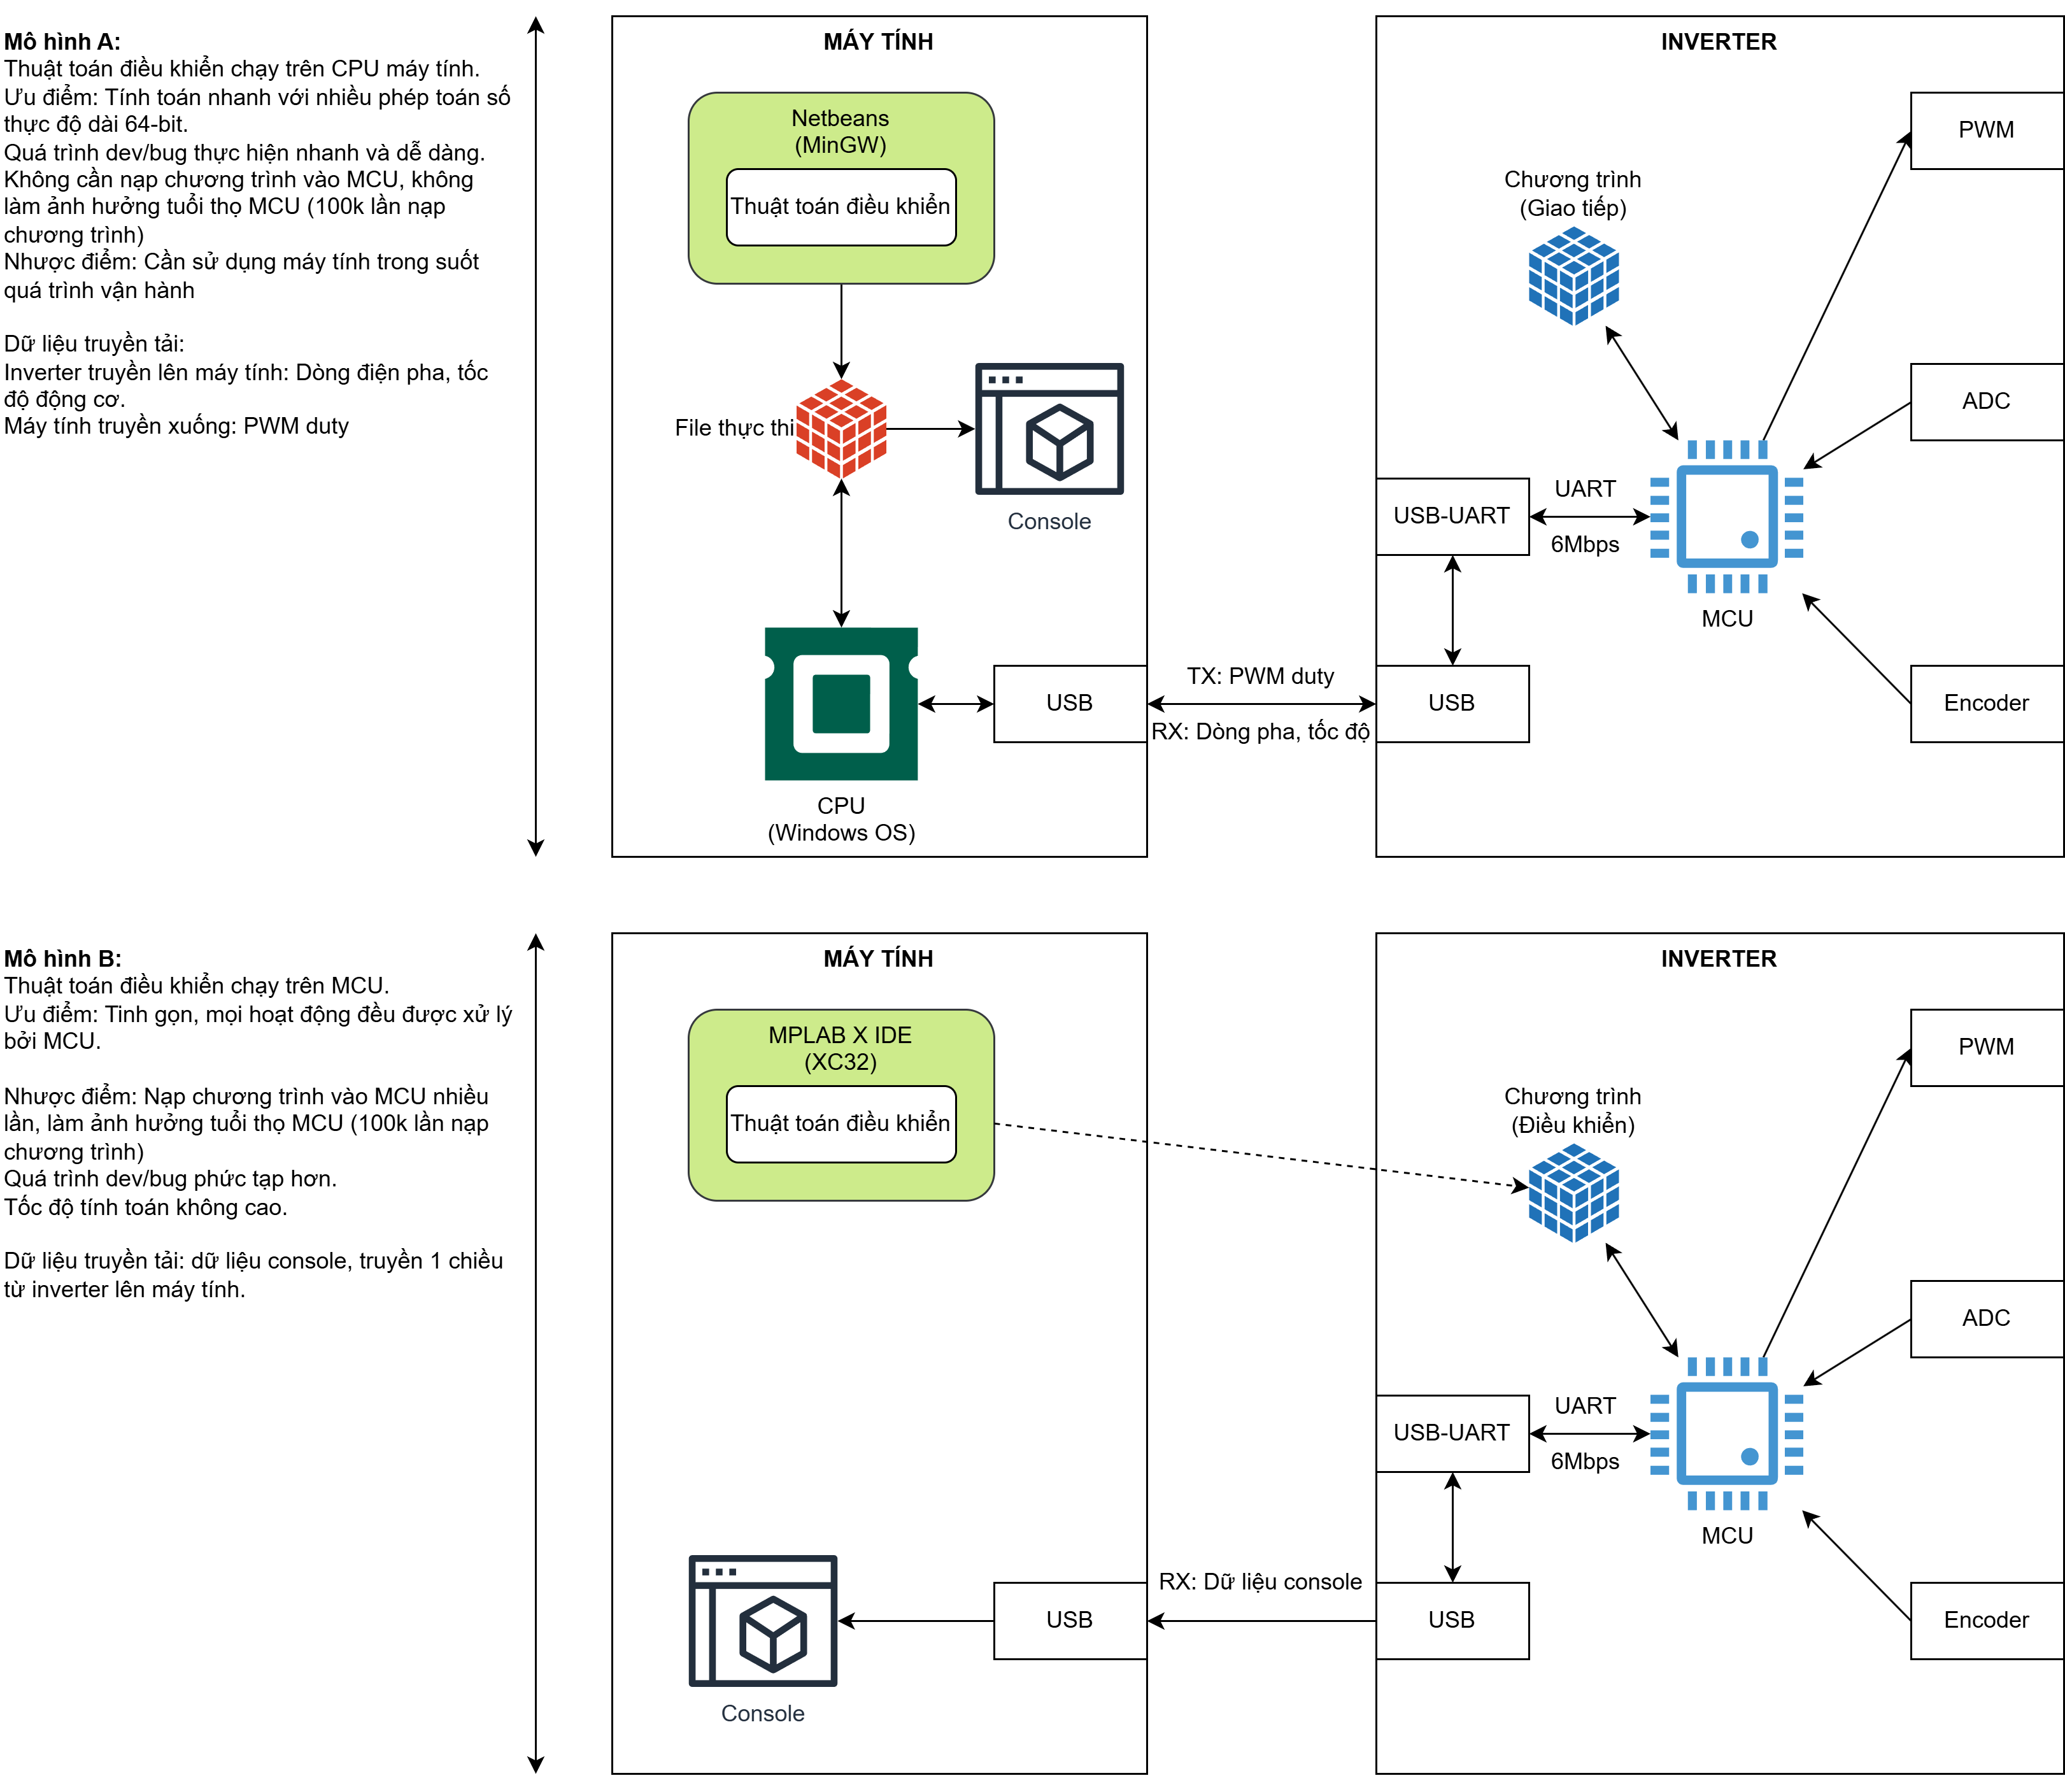 Mô hình A:
Thuật toán điều khiển chạy trên CPU máy tính.
Ưu điểm: Tính toán nhanh với nhiều phép toán số
thực độ dài 64-bit.
Quá trình dev/bug thực hiện nhanh và dễ dàng.
Không cần nạp chương trình vào MCU, không
làm ảnh hưởng tuổi thọ MCU (100k lần nạp
chương trình)
Nhược điểm: Cần sử dụng máy tính trong suốt
quá trình vận hành
Dữ liệu truyền tải:
Inverter truyền lên máy tính: Dòng điện pha, tốc
độ động cơ.
Máy tính truyền xuống: PWM duty
MÁY TÍNH
Netbeans
(MinGW)
Thuật toán điều khiển
File thực thi
Console
CPU
(Windows OS)
USB
TX: PWM duty
RX: Dòng pha, tốc độ
INVERTER
Chương trình
(Giao tiếp)
PWM
ADC
USB-UART
UART
6Mbps
MCU
USB
Encoder
Mô hình B:
Thuật toán điều khiển chạy trên MCU.
Ưu điểm: Tinh gọn, mọi hoạt động đều được xử lý
bởi MCU.
Nhược điểm: Nạp chương trình vào MCU nhiều
lần, làm ảnh hưởng tuổi thọ MCU (100k lần nạp
chương trình)
Quá trình dev/bug phức tạp hơn.
Tốc độ tính toán không cao.
Dữ liệu truyền tải: dữ liệu console, truyền 1 chiều
từ inverter lên máy tính.
MÁY TÍNH
MPLAB X IDE
(XC32)
Thuật toán điều khiển
Console
USB
RX: Dữ liệu console
INVERTER
Chương trình
(Điều khiển)
PWM
ADC
USB-UART
UART
6Mbps
MCU
USB
Encoder